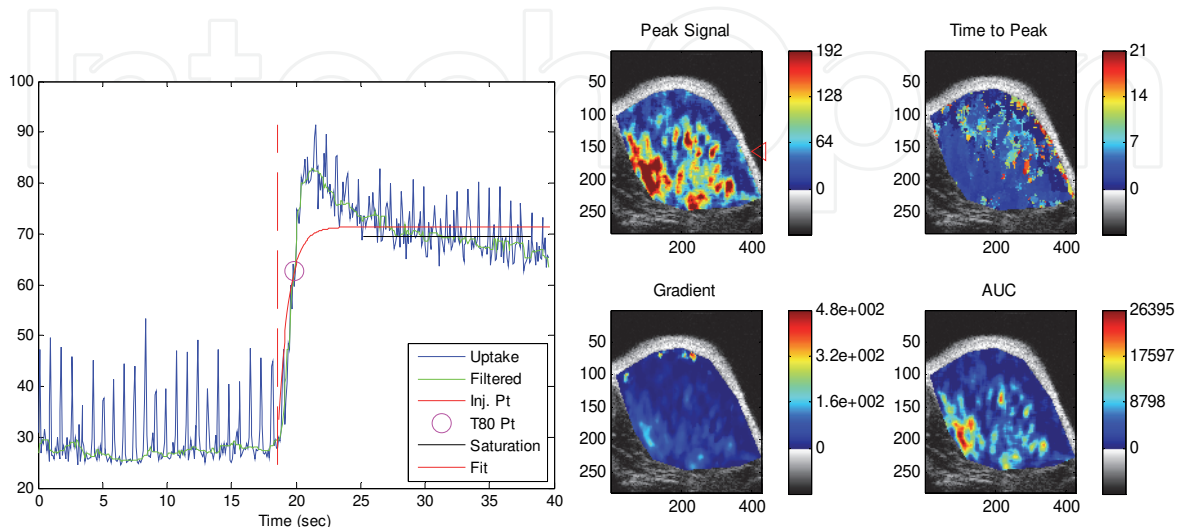 IntechOpen
100
90
80
70
60
50
40
30
20
0 5 10 15 20 25 30 35 40
Time (sec)
Uptake
Filtered
Inj. Pt
T80 Pt
Saturation
Fit
Peak Signal
50
100
150
200
250
200 400
192
128
64
0
Time to Peak
50
100
150
200
250
200 400
21
14
7
0
Gradient
50
100
150
200
250
200 400
4.8e+002
3.2e+002
1.6e+002
0
AUC
50
100
150
200
250
200 400
26395
17597
8798
0